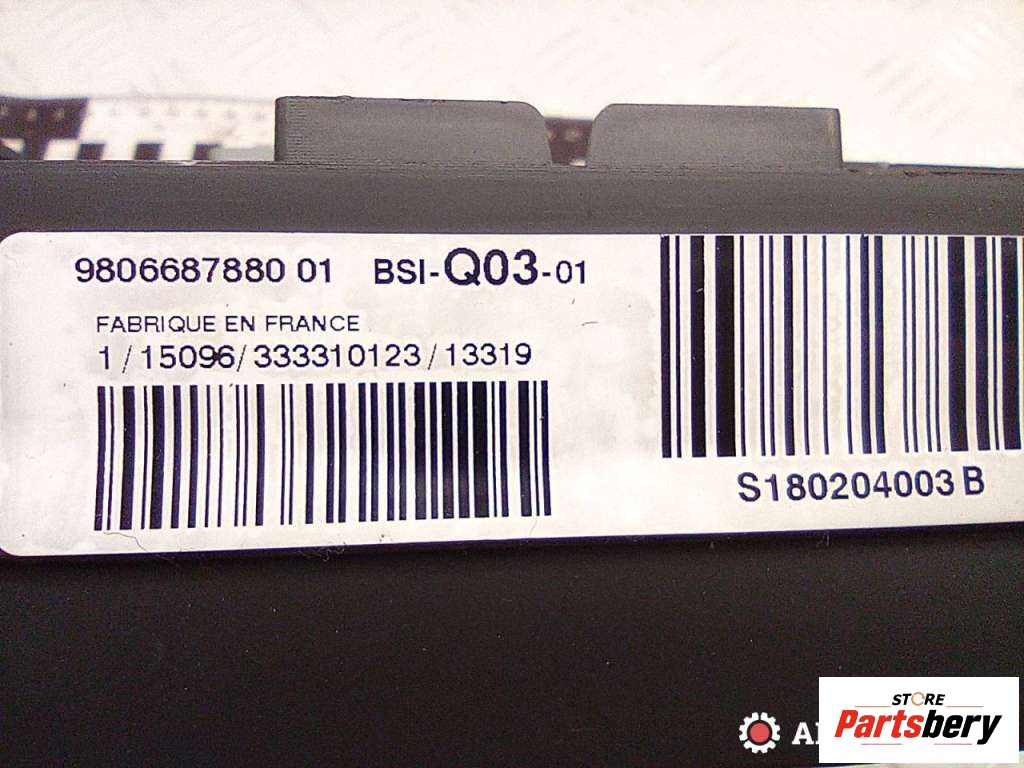 9806687880 01 BSI-Q03-01
FABRIQUE EN FRANCE
1/15096/333310123/13319
S180204003 B
STORE
Partsbery